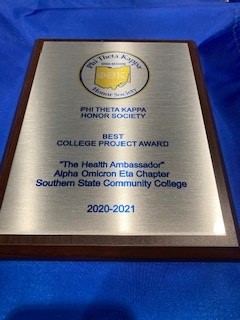 Phi Theta Kappa
Honor Society
PHI THETA KAPPA
HONOR SOCIETY
BEST
COLLEGE PROJECT AWARD
"The Health Ambassador"
Alpha Omicron Eta Chapter
Southern State Community College
2020-2021